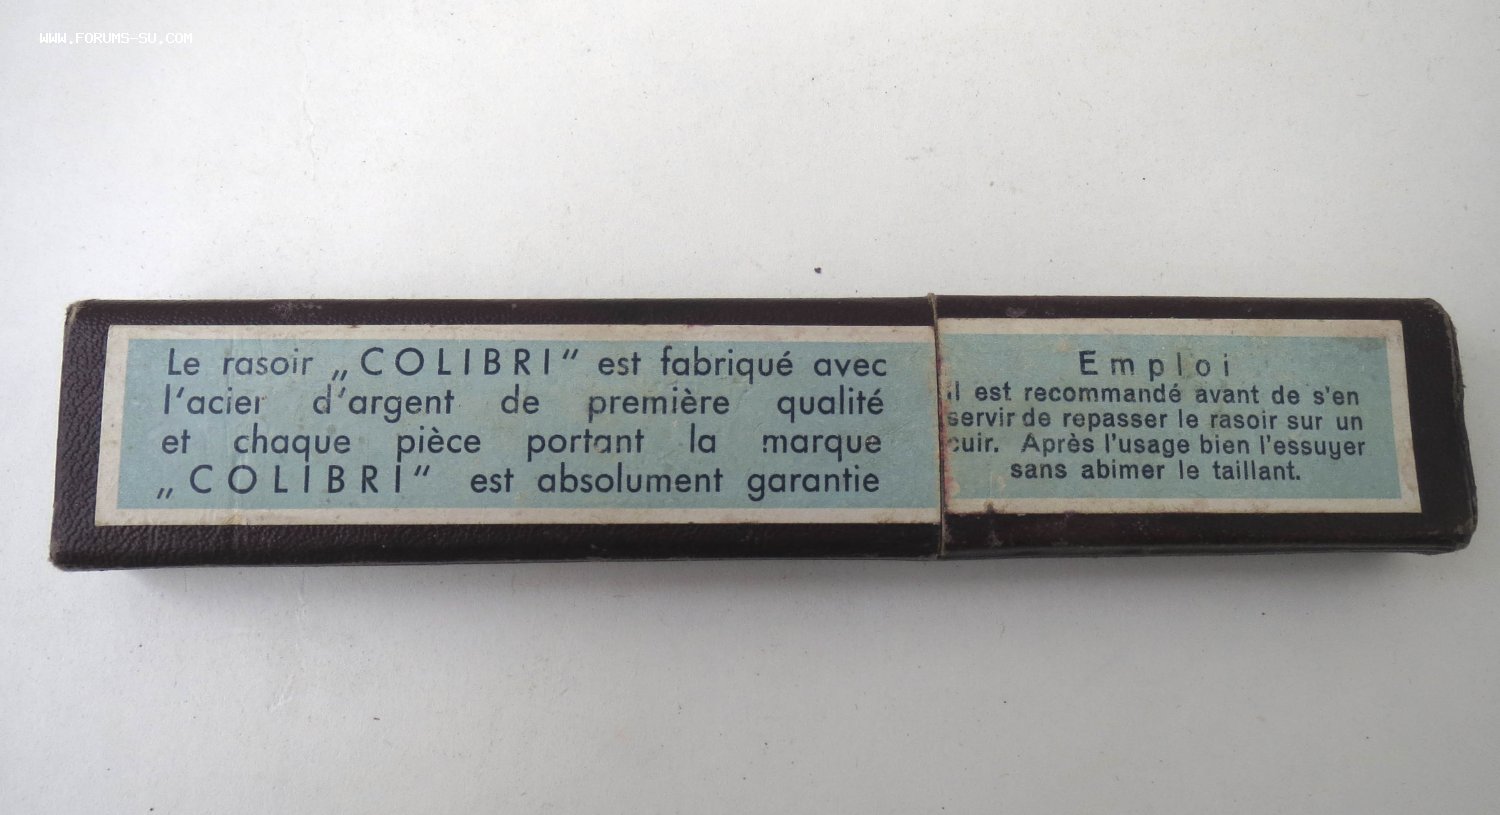 WWW.FORUMS-SU.COM
Le rasoir „COLIBRI“ est fabriqué avec
l'acier d'argent de première qualité
et chaque pièce portant la marque
„COLIBRI“ est absolument garantie
Emploi
Il est recommandé avant de s'en
servir de repasser le rasoir sur un
cuir. Après l'usage bien l'essuyer
sans abimer le taillant.